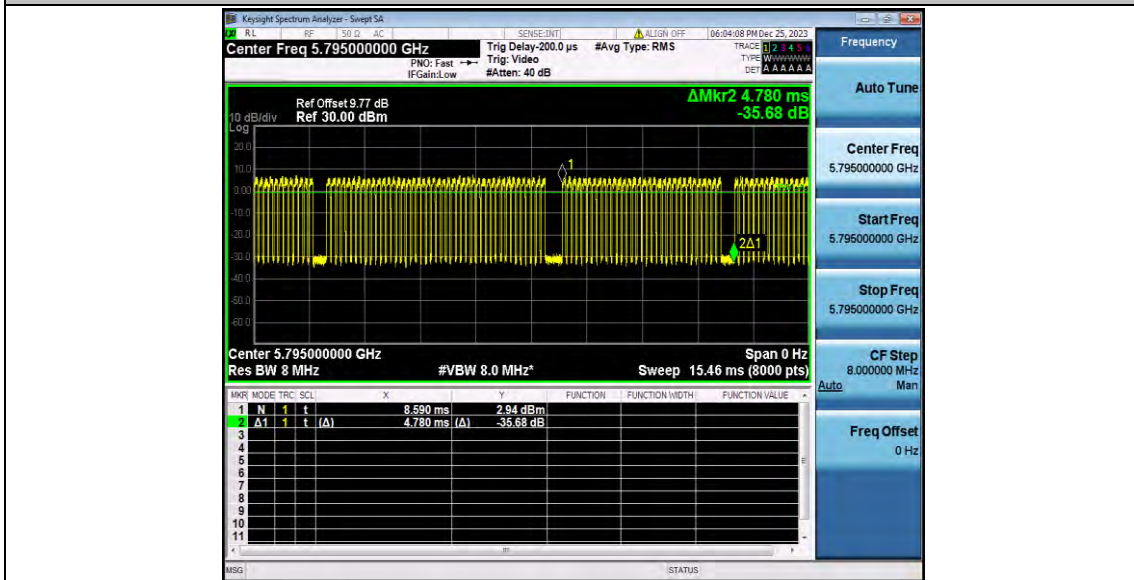 Keysight Spectrum Analyzer - Swept SA
RL RF 50 Ω AC SENSE:INT ALIGN OFF 06:04:08 PM Dec 25, 2023
Center Freq 5.795000000 GHz
PNO: Fast
IFGain:Low
Trig Delay-200.0 µs
Trig: Video
#Atten: 40 dB
#Avg Type: RMS
TRACE 1 2 3 4 5 6
TYPE W
DET A A A A A A
Frequency
Auto Tune
Center Freq
5.795000000 GHz
Start Freq
5.795000000 GHz
Stop Freq
5.795000000 GHz
CF Step
8.000000 MHz
Auto Man
Freq Offset
0 Hz
ΔMkr2 4.780 ms
-35.68 dB
Ref Offset 9.77 dB
10 dB/div Ref 30.00 dBm
Log
20.0
10.0
0.00
-10.0
-20.0
-30.0
-40.0
-50.0
-60.0
1
2Δ1
Center 5.795000000 GHz Span 0 Hz
Res BW 8 MHz #VBW 8.0 MHz* Sweep 15.46 ms (8000 pts)
MKR MODE TRC SCL X Y FUNCTION FUNCTION WIDTH FUNCTION VALUE
1 N 1 t 8.590 ms 2.94 dBm
2 Δ1 1 t (Δ) 4.780 ms (Δ) -35.68 dB
3
4
5
6
7
8
9
10
11
MSG STATUS